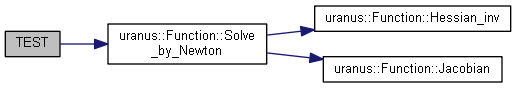 TEST
uranus::Function::Solve
_by_Newton
uranus::Function::Hessian_inv
uranus::Function::Jacobian